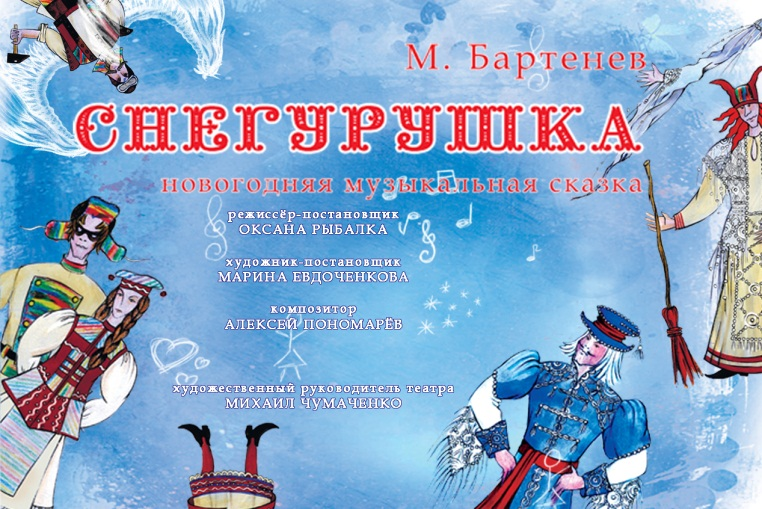 М. Бартенев
СНЕГУРУШКА
новогодняя музыкальная сказка
режиссёр-постановщик
ОКСАНА РЫБАЛКА
художник-постановщик
МАРИНА ЕВДОЧЕНКОВА
композитор
АЛЕКСЕЙ ПОНОМАРЁВ
художественный руководитель театра
МИХАИЛ ЧУМАЧЕНКО